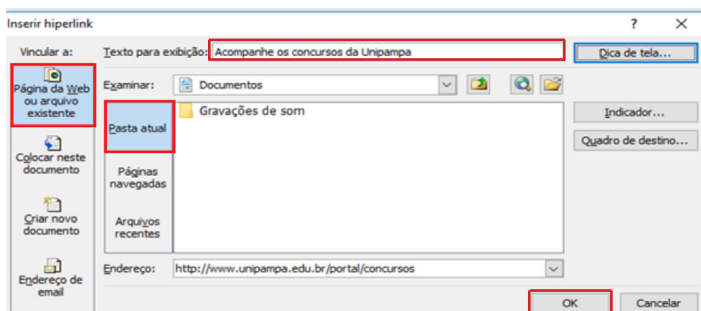 Inserir hiperlink ? ×
Vincular a:
Texto para exibição: Acompanhe os concursos da Unipampa
Dica de tela...
Página da Web
ou arquivo
existente
Examinar: Documentos
Pasta atual
Gravações de som
Indicador...
Quadro de destino...
Colocar neste
documento
Páginas
navegadas
Criar novo
documento
Arquivos
recentes
Endereço: http://www.unipampa.edu.br/portal/concursos
Endereço de
email
OK
Cancelar